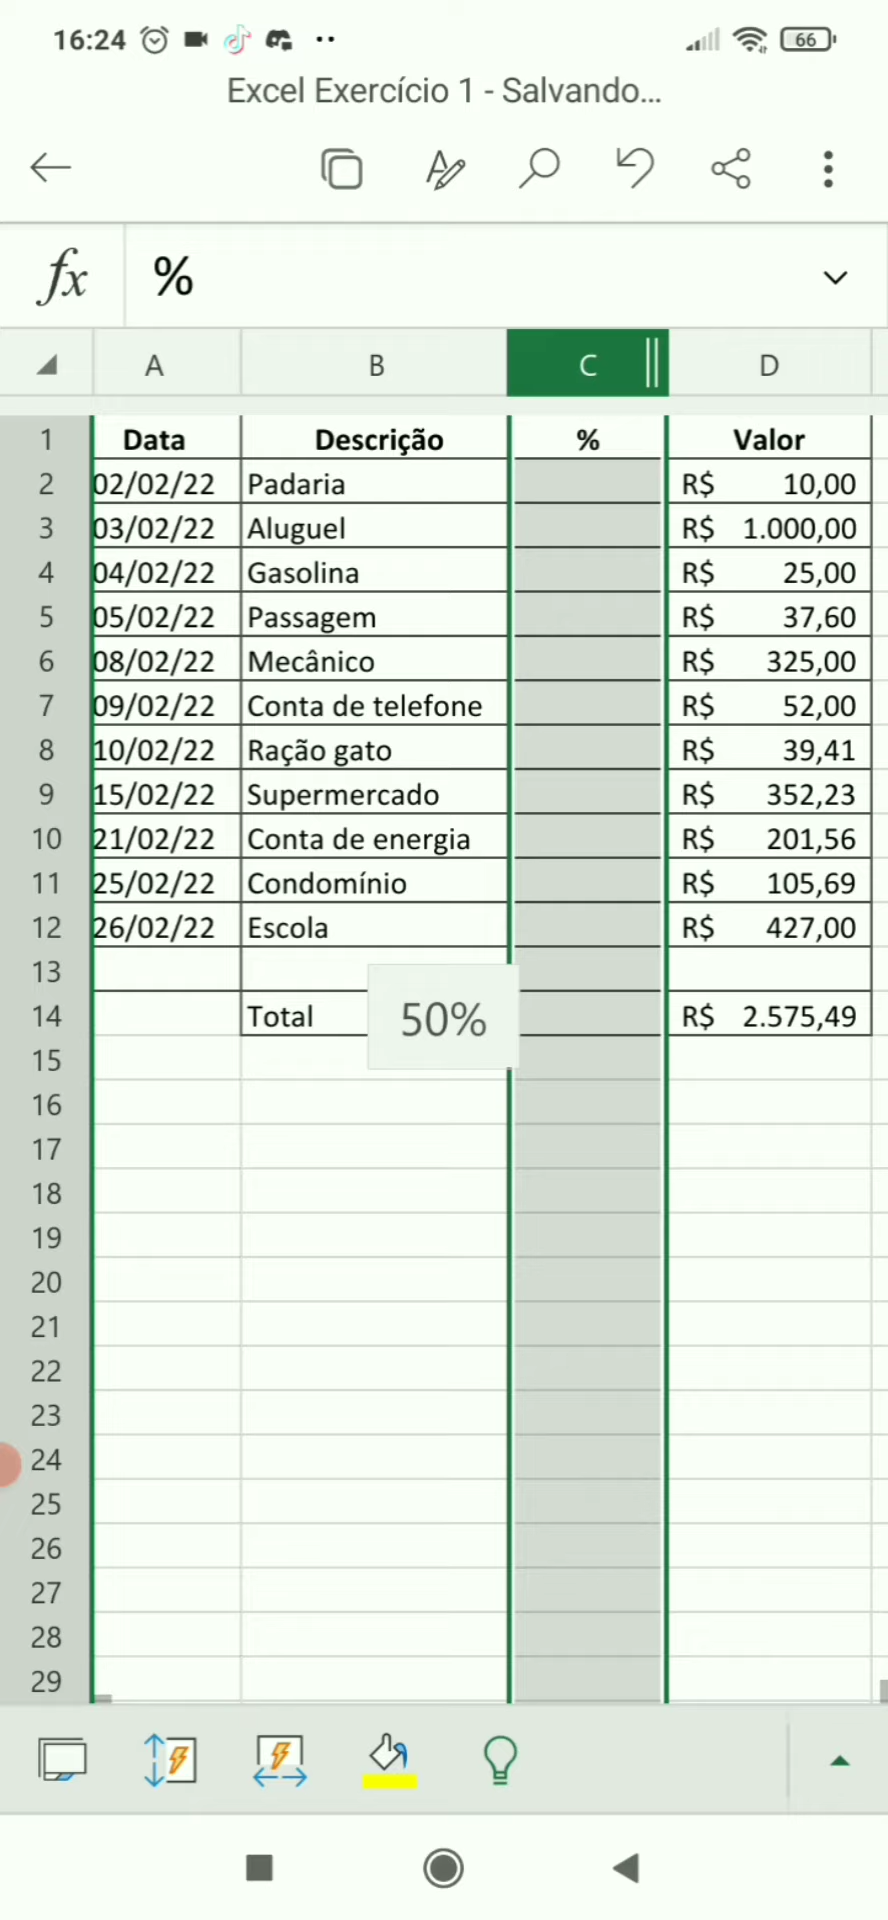 16:24 66
Excel Exercício 1 - Salvando...
fx %
A B C D
1 Data Descrição % Valor
2 02/02/22 Padaria R$ 10,00
3 03/02/22 Aluguel R$ 1.000,00
4 04/02/22 Gasolina R$ 25,00
5 05/02/22 Passagem R$ 37,60
6 08/02/22 Mecânico R$ 325,00
7 09/02/22 Conta de telefone R$ 52,00
8 10/02/22 Ração gato R$ 39,41
9 15/02/22 Supermercado R$ 352,23
10 21/02/22 Conta de energia R$ 201,56
11 25/02/22 Condomínio R$ 105,69
12 26/02/22 Escola R$ 427,00
13
14 Total 50% R$ 2.575,49
15
16
17
18
19
20
21
22
23
24
25
26
27
28
29